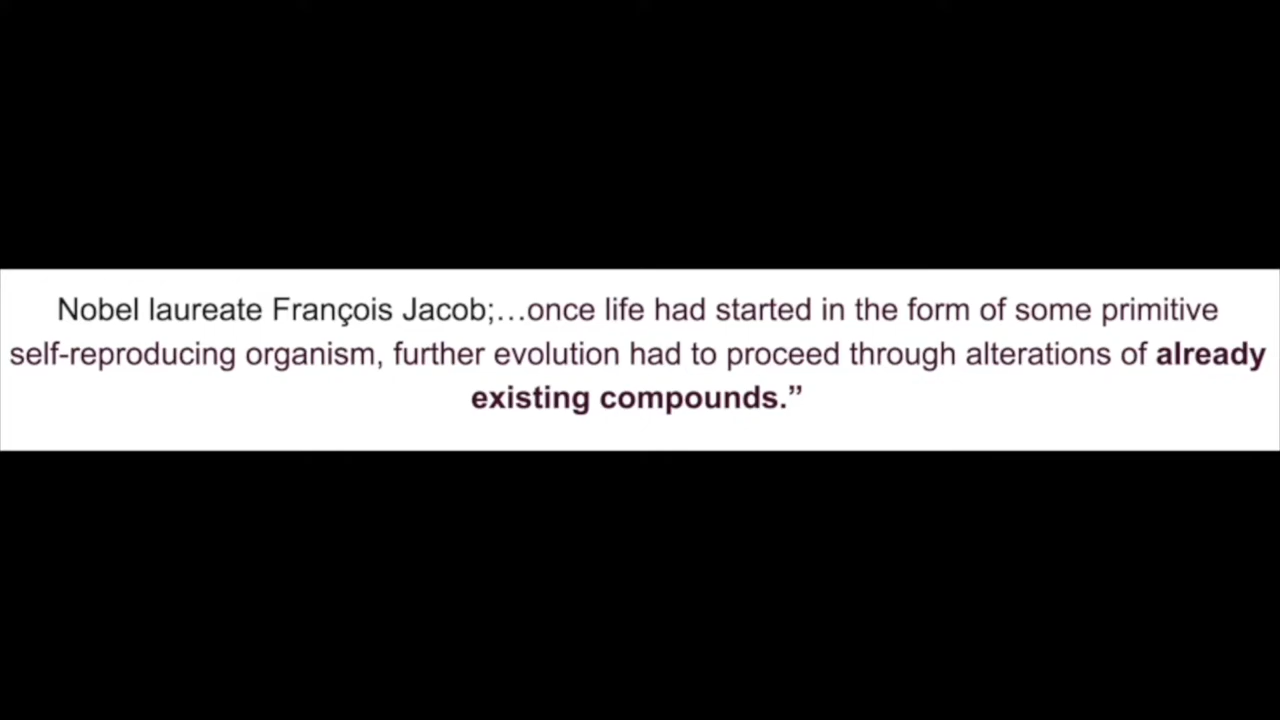 Nobel laureate François Jacob;…once life had started in the form of some primitive
self-reproducing organism, further evolution had to proceed through alterations of already
existing compounds.”